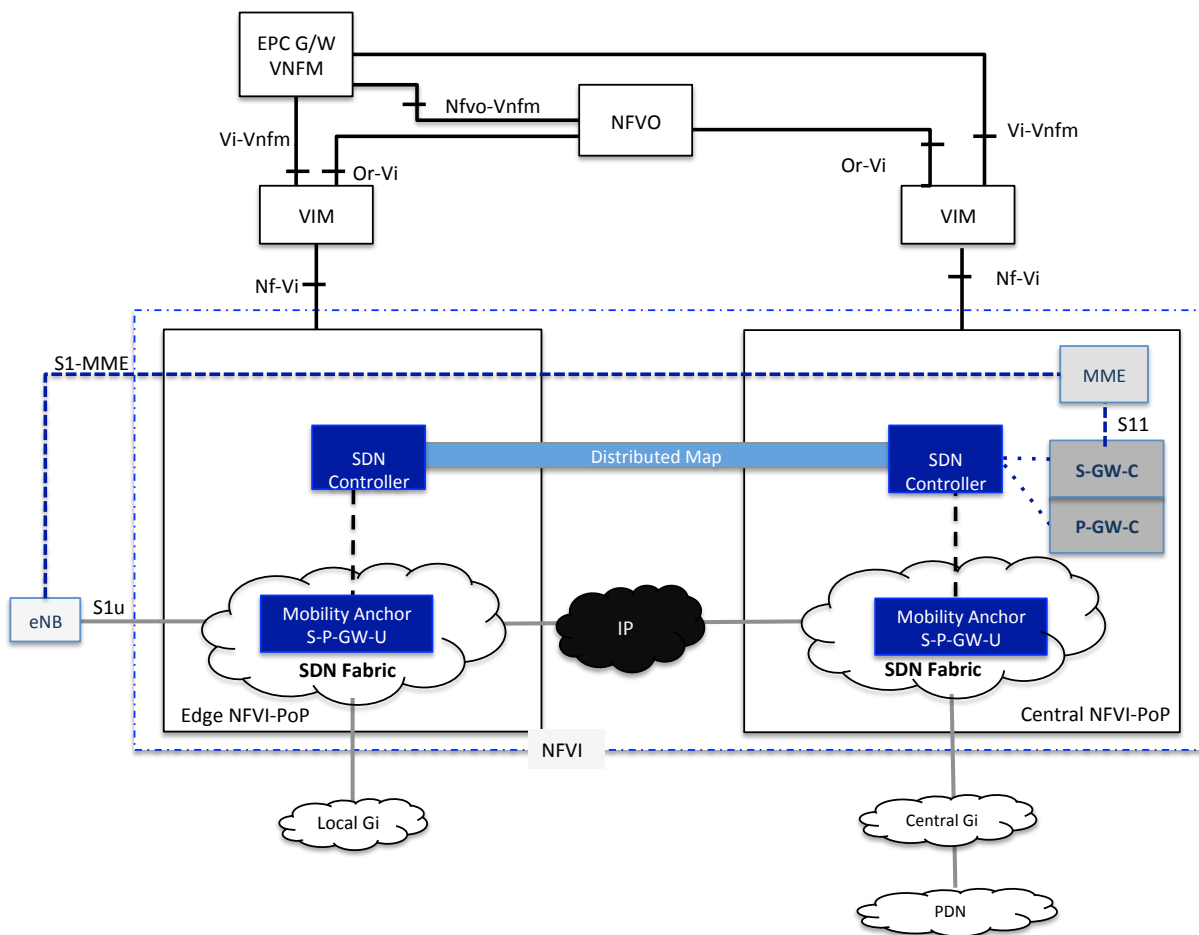 EPC G/W
VNFM
Nfvo-Vnfm
NFVO
Vi-Vnfm
Vi-Vnfm
Or-Vi
Or-Vi
VIM
VIM
Nf-Vi
Nf-Vi
S1-MME
MME
S11
SDN
Controller
Distributed Map
SDN
Controller
S-GW-C
P-GW-C
eNB
S1u
Mobility Anchor
S-P-GW-U
SDN Fabric
IP
Mobility Anchor
S-P-GW-U
SDN Fabric
Edge NFVI-PoP
Central NFVI-PoP
NFVI
Local Gi
Central Gi
PDN